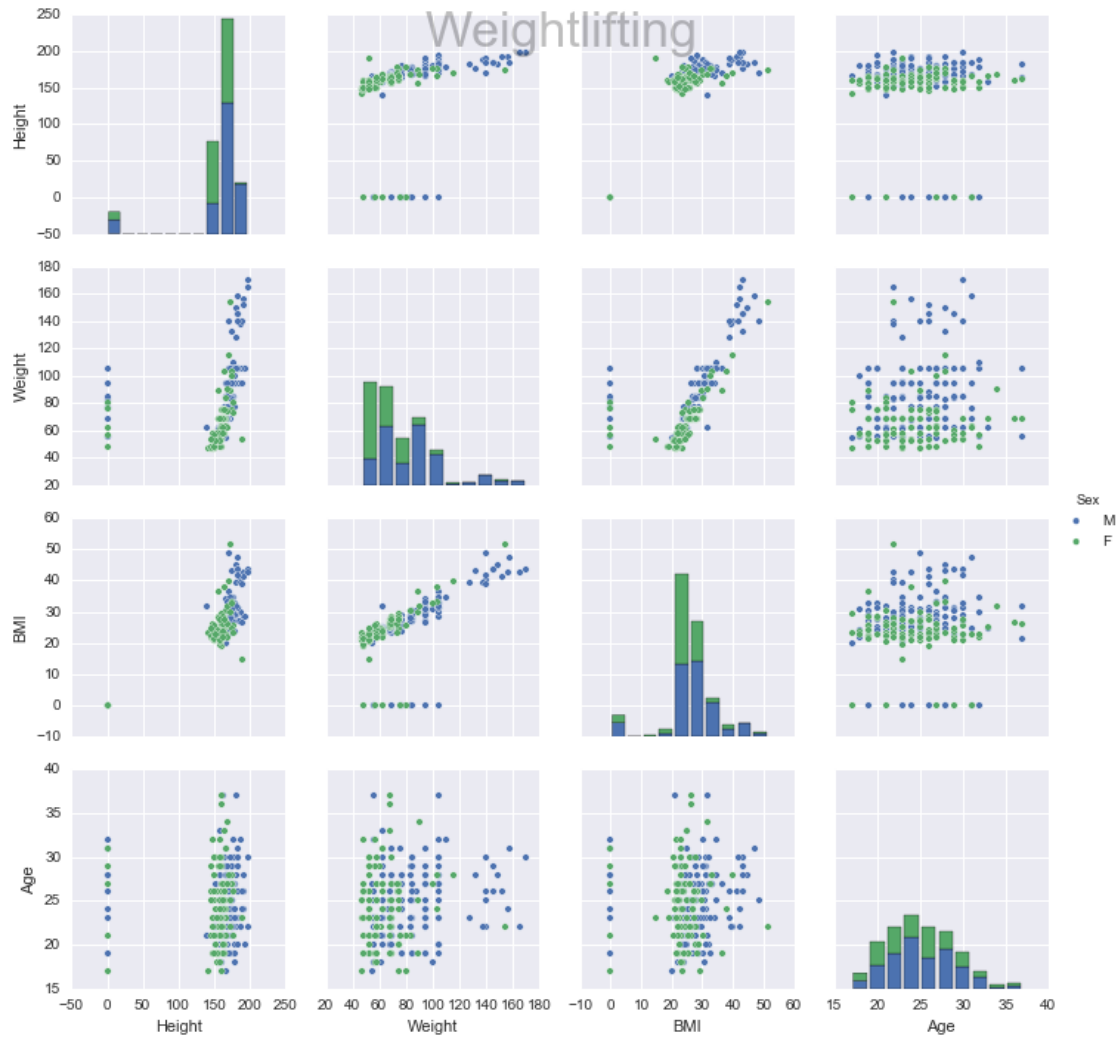 Weightlifting
250
200
150
100
50
0
−50
Height
180
160
140
120
100
80
60
40
20
Weight
Sex
M
F
60
50
40
30
20
10
0
−10
BMI
40
35
30
25
20
15
Age
−50 0 50 100 150 200 250
20 40 60 80 100 120 140 160 180
−10 0 10 20 30 40 50 60
15 20 25 30 35 40
Height
Weight
BMI
Age